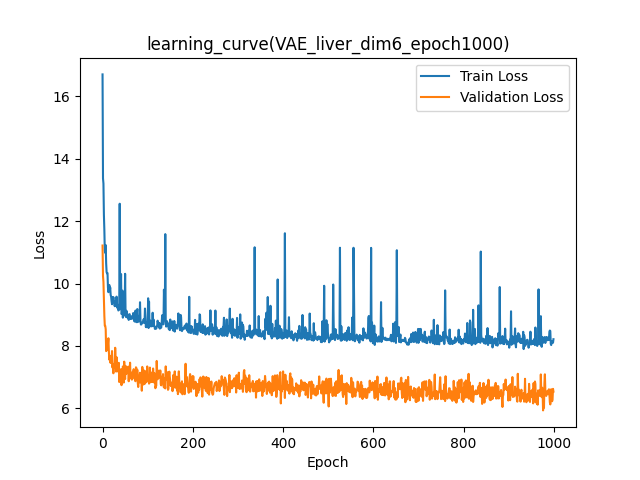 learning_curve(VAE_liver_dim6_epoch1000)
Train Loss
Validation Loss
16
14
12
10
8
6
Loss
0 200 400 600 800 1000
Epoch